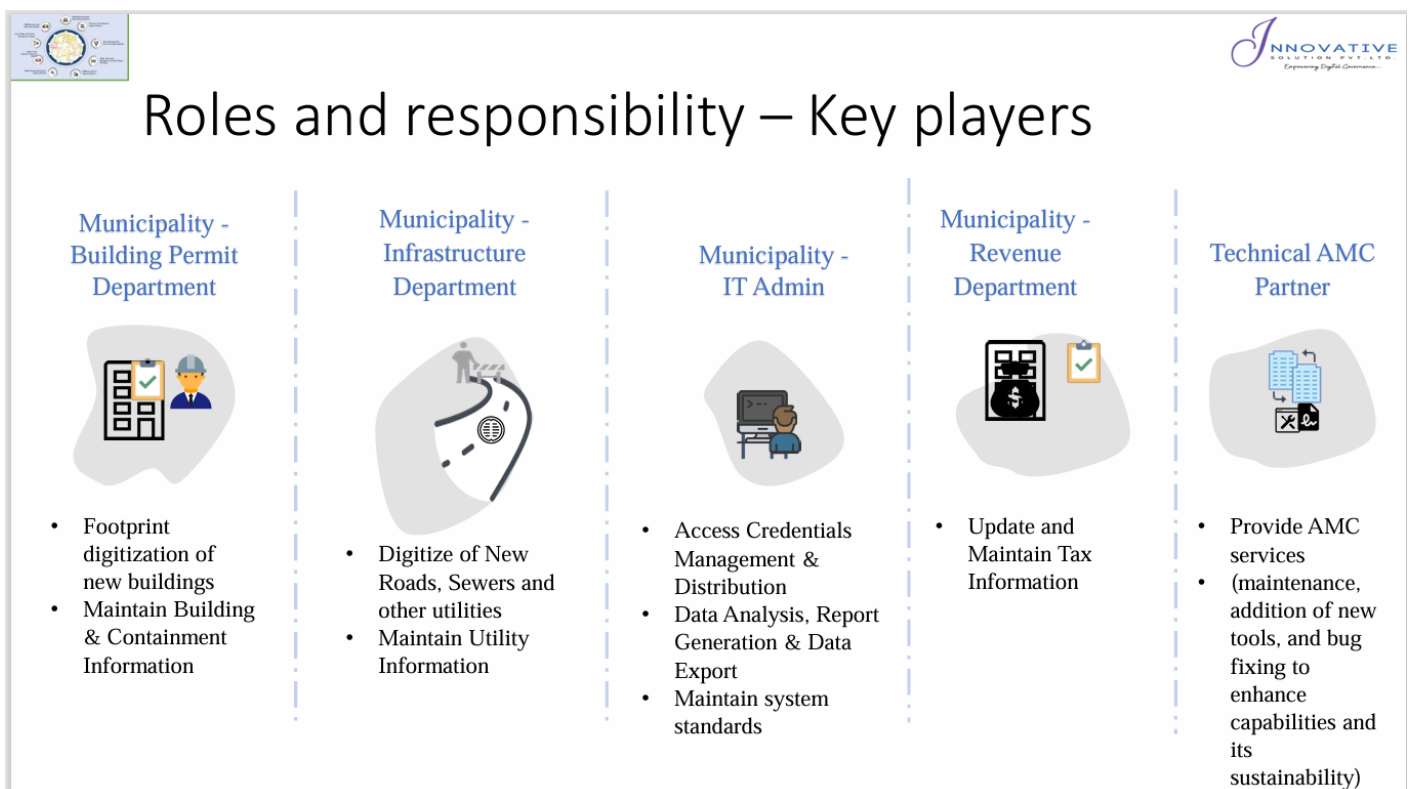 INNOVATIVE
SOLUTION PVT.LTD.
Empowering Digital Governance...
Roles and responsibility – Key players
Municipality -
Building Permit
Department
• Footprint
digitization of
new buildings
• Maintain Building
& Containment
Information
Municipality -
Infrastructure
Department
• Digitize of New
Roads, Sewers and
other utilities
• Maintain Utility
Information
Municipality -
IT Admin
• Access Credentials
Management &
Distribution
• Data Analysis, Report
Generation & Data
Export
• Maintain system
standards
Municipality -
Revenue
Department
• Update and
Maintain Tax
Information
Technical AMC
Partner
• Provide AMC
services
• (maintenance,
addition of new
tools, and bug
fixing to
enhance
capabilities and
its
sustainability)